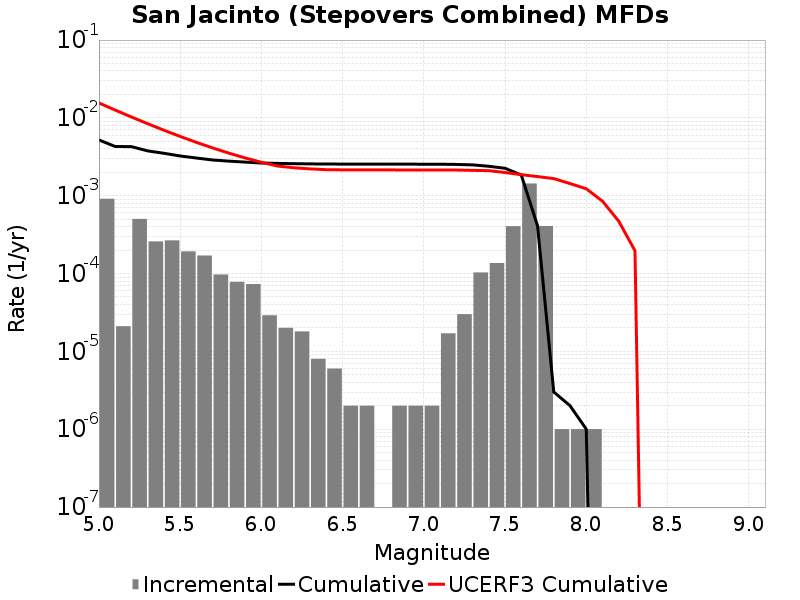 San Jacinto (Stepovers Combined) MFDs
10-1
10-2
10-3
10-4
10-5
10-6
10-7
Rate (1/yr)
5.0 5.5 6.0 6.5 7.0 7.5 8.0 8.5 9.0
Magnitude
Incremental Cumulative UCERF3 Cumulative